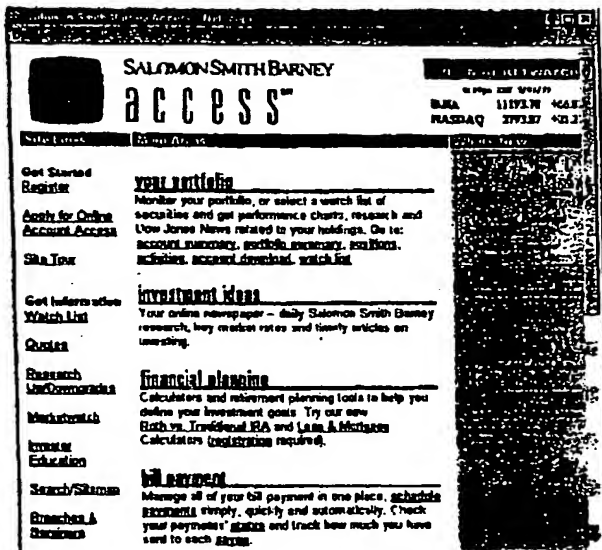 SALOMON SMITH BARNEY
access℠
DJIA 11193.78
NASDAQ
Main Areas
Get Started
Register
Apply for Online
Account Access
Site Tour
Get Information
Watch List
Quotes
Research
Up/Downgrades
Marketwatch
Investor
Education
Search/Sitemap
Branches &
Seminars
your portfolio
Monitor your portfolio, or select a watch list of
securities and get performance charts, research and
Dow Jones News related to your holdings. Go to:
account summary, portfolio summary, positions,
activities, account download, watch list
investment ideas
Your online newspaper – daily Salomon Smith Barney
research, key market rates and timely articles on
investing.
financial planning
Calculators and retirement planning tools to help you
define your investment goals. Try our new
Roth vs. Traditional IRA and Loan & Mortgage
Calculators (registration required).
bill payment
Manage all of your bill payment in one place, schedule
payments simply, quickly and automatically. Check
your payments' status and track how much you have
sent to each payee.